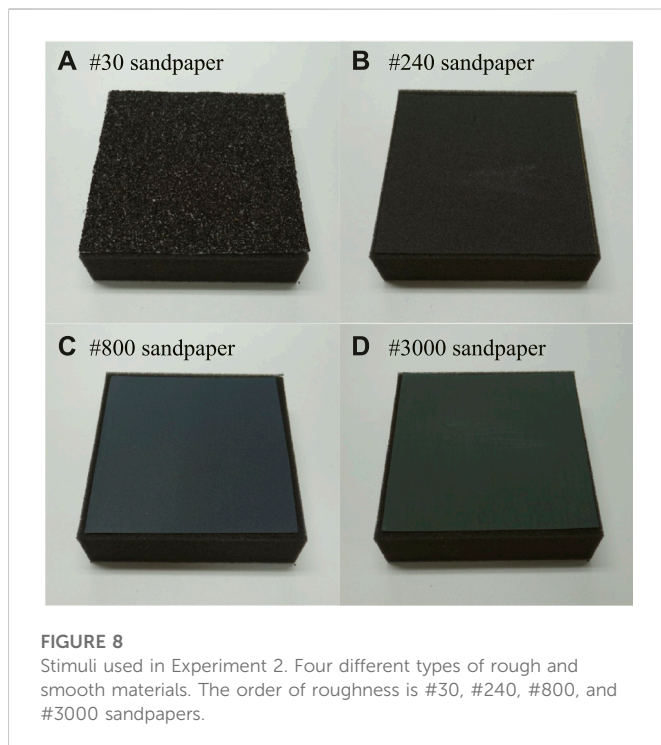 A #30 sandpaper
B #240 sandpaper
C #800 sandpaper
D #3000 sandpaper
FIGURE 8
Stimuli used in Experiment 2. Four different types of rough and
smooth materials. The order of roughness is #30, #240, #800, and
#3000 sandpapers.